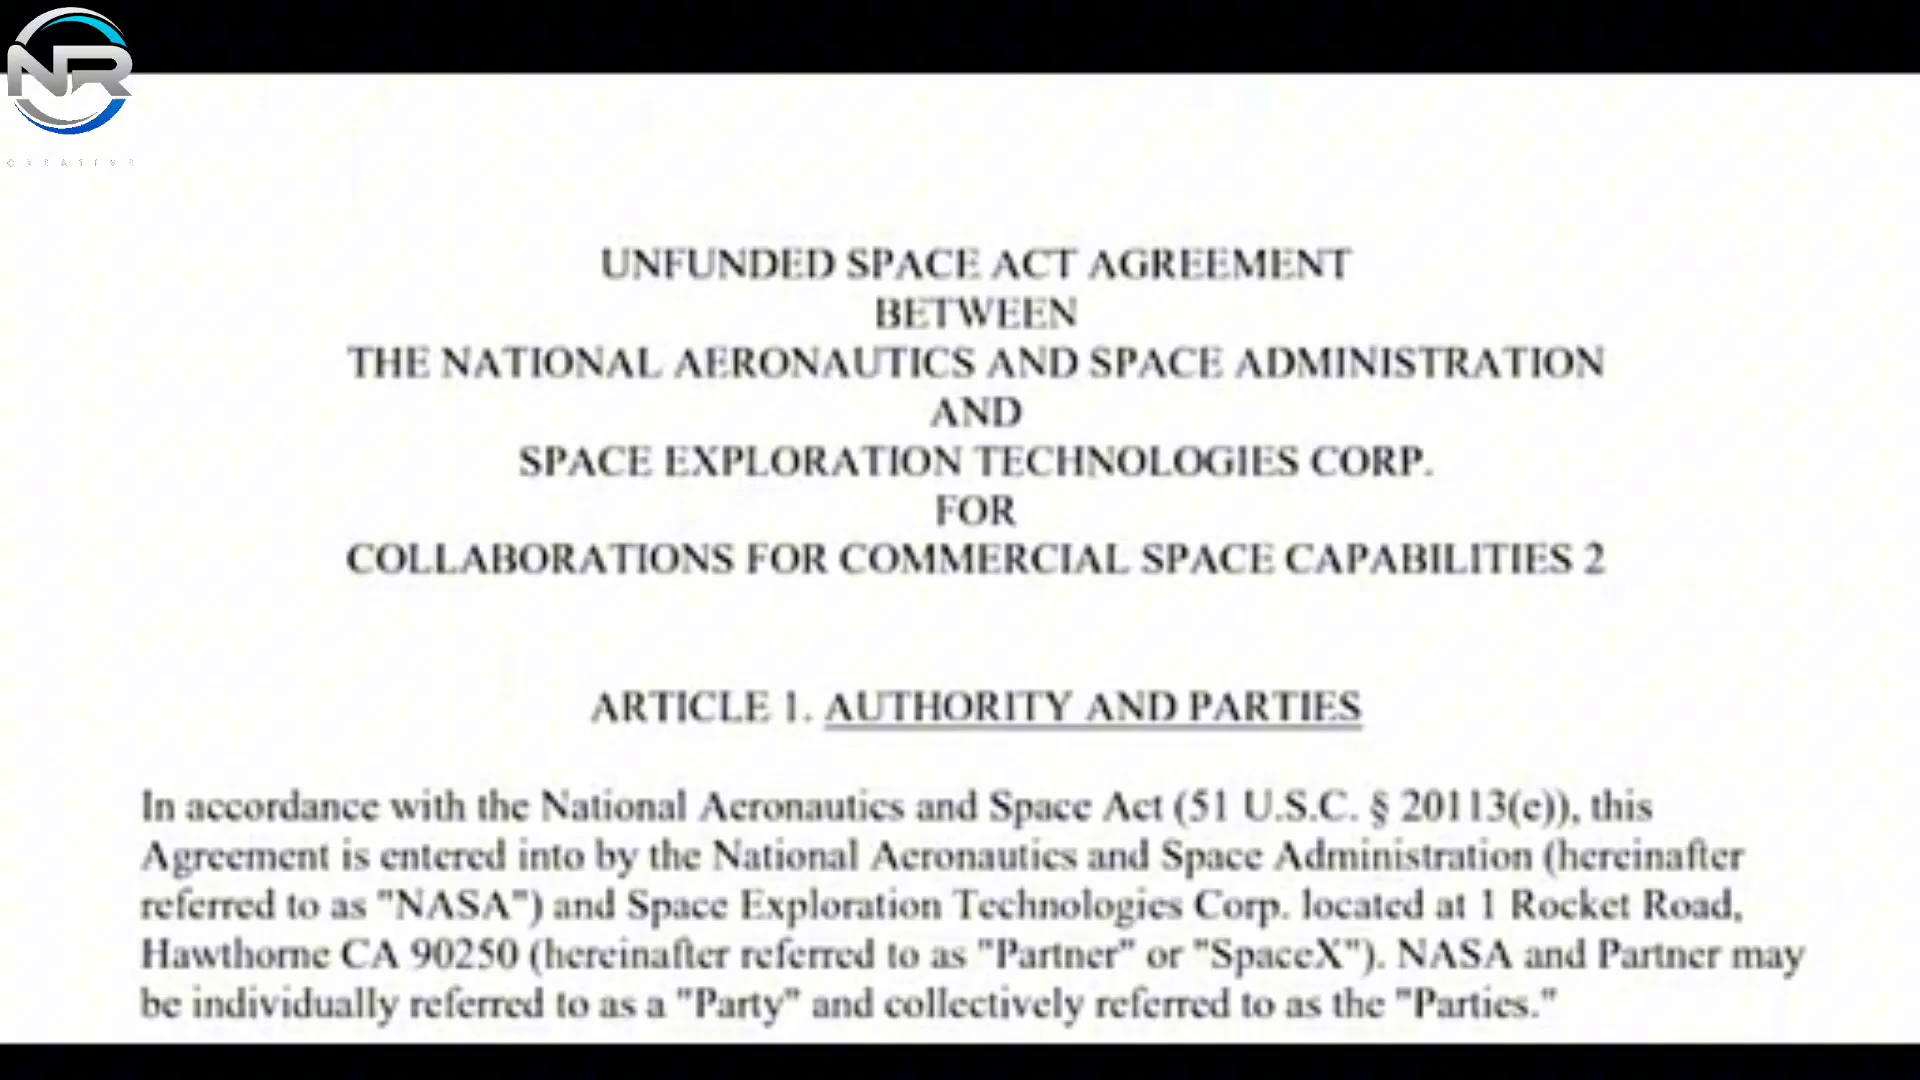 NR
CREATIVE
UNFUNDED SPACE ACT AGREEMENT
BETWEEN
THE NATIONAL AERONAUTICS AND SPACE ADMINISTRATION
AND
SPACE EXPLORATION TECHNOLOGIES CORP.
FOR
COLLABORATIONS FOR COMMERCIAL SPACE CAPABILITIES 2
ARTICLE 1. AUTHORITY AND PARTIES
In accordance with the National Aeronautics and Space Act (51 U.S.C. § 20113(e)), this
Agreement is entered into by the National Aeronautics and Space Administration (hereinafter
referred to as "NASA") and Space Exploration Technologies Corp. located at 1 Rocket Road,
Hawthorne CA 90250 (hereinafter referred to as "Partner" or "SpaceX"). NASA and Partner may
be individually referred to as a "Party" and collectively referred to as the "Parties."